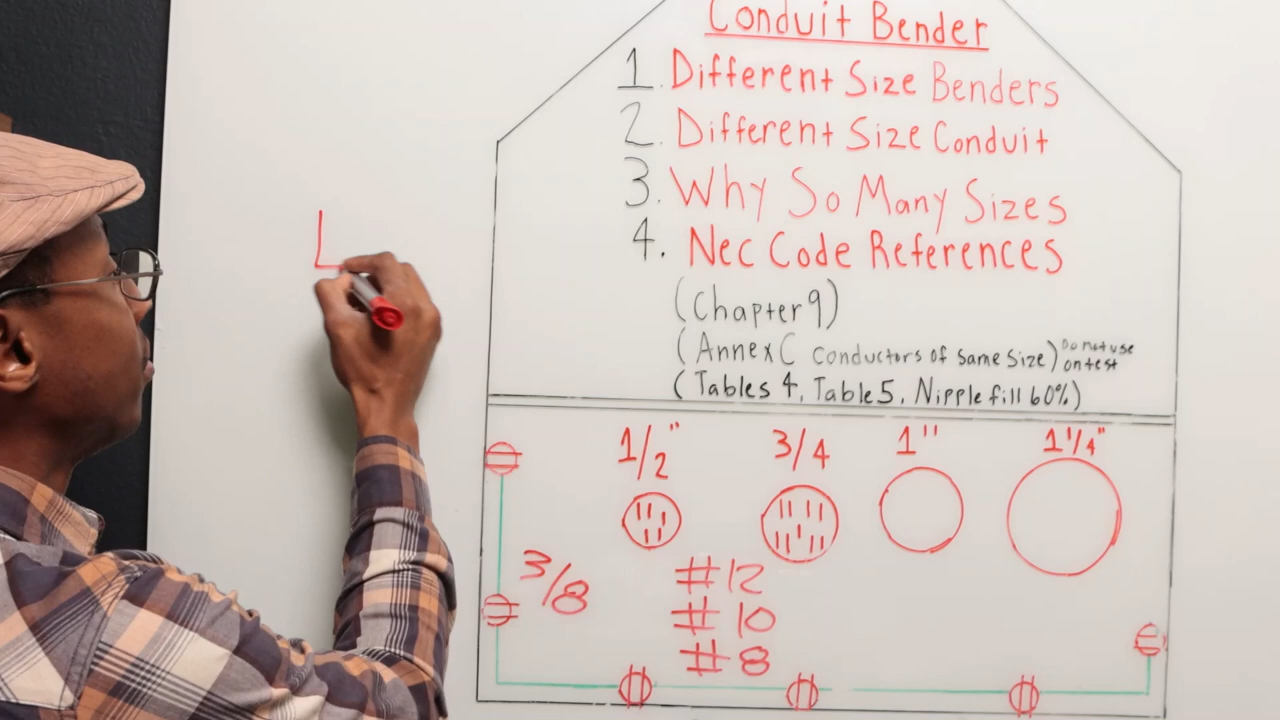 Conduit Bender
1. Different Size Benders
2. Different Size Conduit
3. Why So Many Sizes
4. Nec Code References
(Chapter 9)
(Annex C conductors of same size) Do not use on test
(Tables 4, Table 5, Nipple fill 60%)
L
1/2" 3/4 1" 1 1/4"
3/8
#12
#10
#8